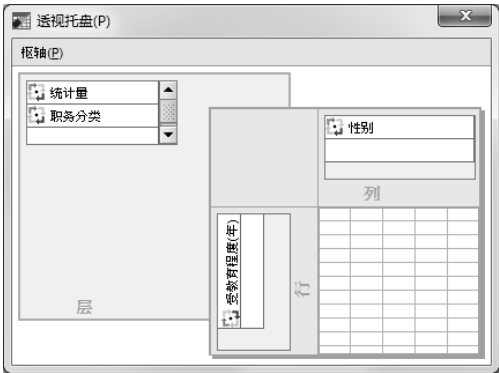 透视托盘(P)
枢轴(P)
统计量
职务分类
性别
列
受教育程度(年)
行
层